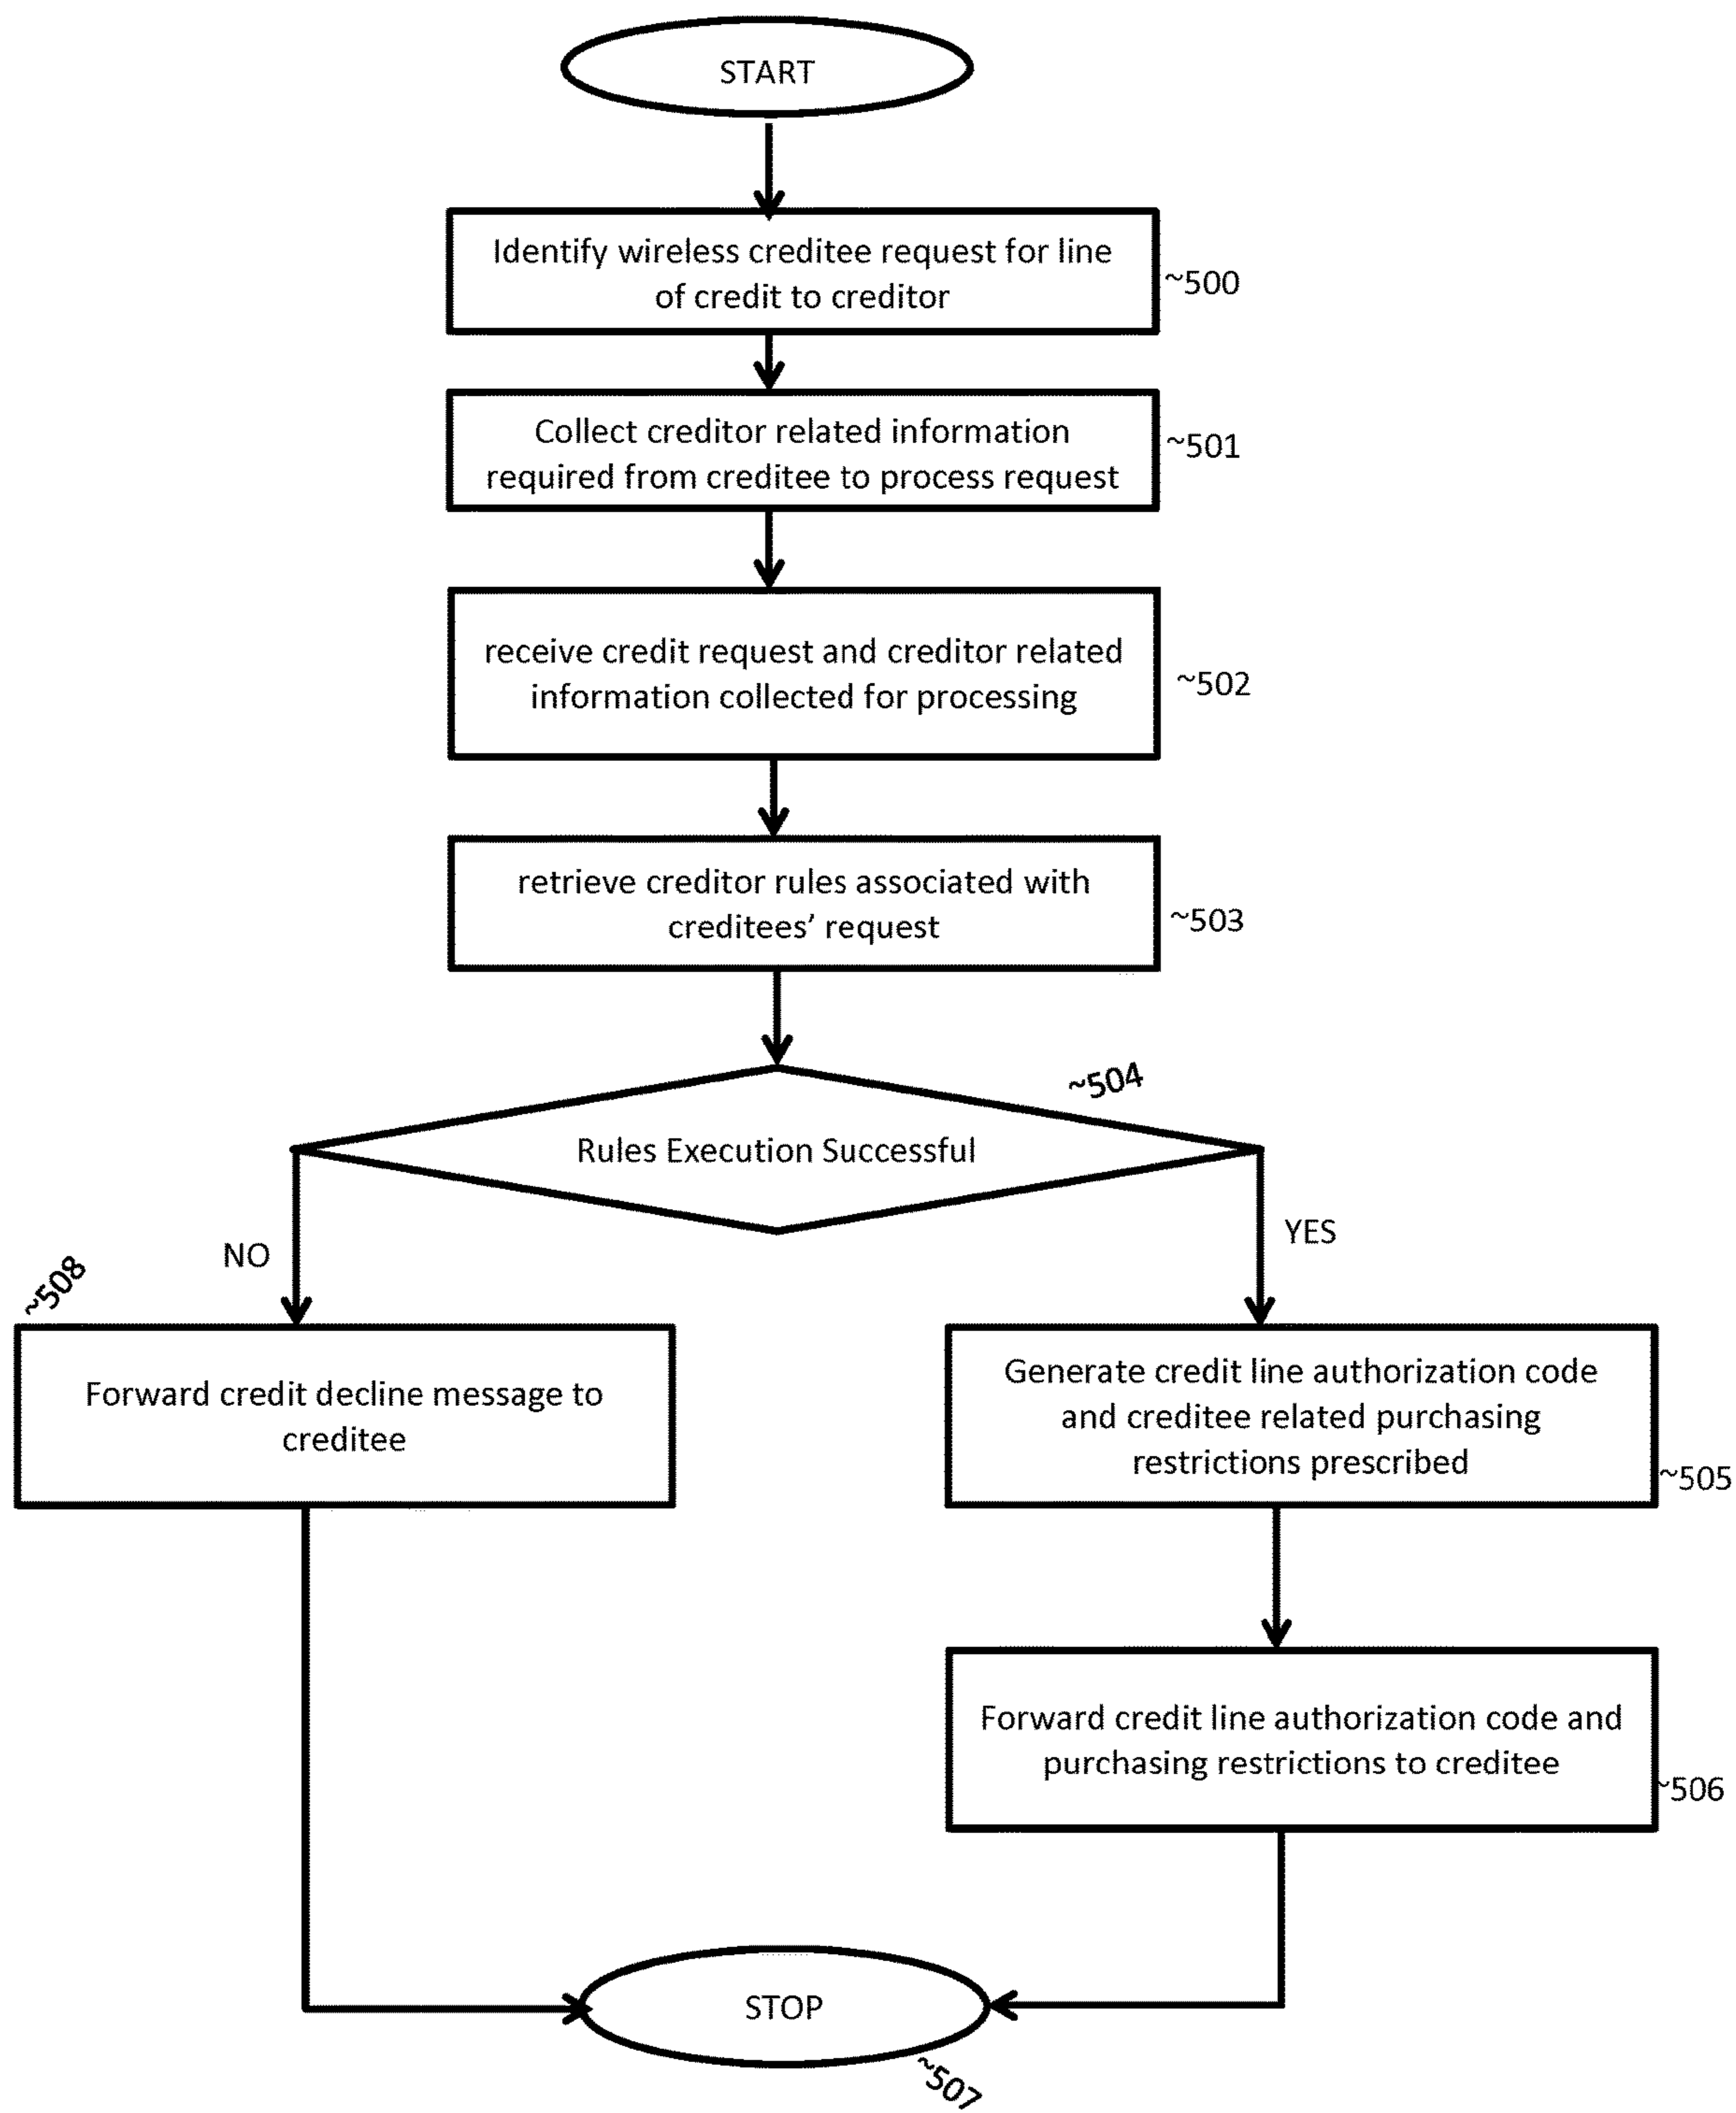 START
Identify wireless creditee request for line
of credit to creditor
~500
Collect creditor related information
required from creditee to process request
~501
receive credit request and creditor related
information collected for processing
~502
retrieve creditor rules associated with
creditees’ request
~503
~504
Rules Execution Successful
NO
YES
~508
Forward credit decline message to
creditee
Generate credit line authorization code
and creditee related purchasing
restrictions prescribed
~505
Forward credit line authorization code and
purchasing restrictions to creditee
~506
STOP
~507